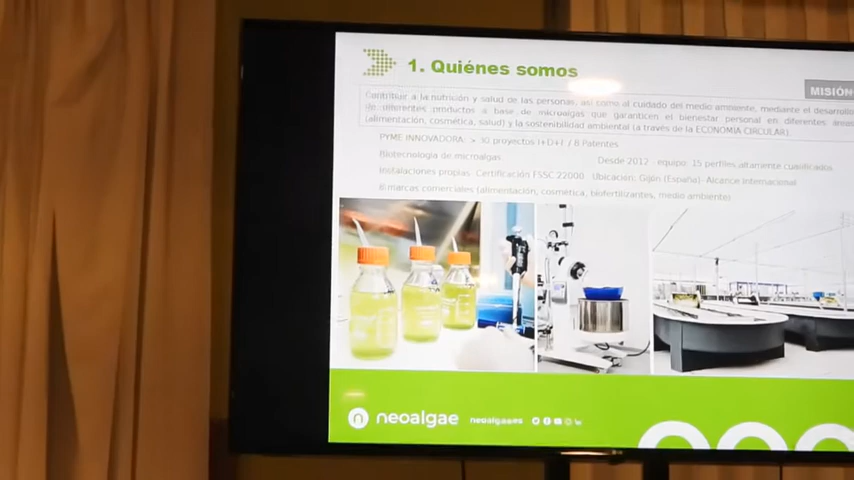 1. Quiénes somos
MISIÓN
Contribuir a la nutrición y salud de las personas, así como al cuidado del medio ambiente, mediante el desarrollo
de diferentes productos a base de microalgas que garanticen el bienestar personal en diferentes áreas
(alimentación, cosmética, salud) y la sostenibilidad ambiental (a través de la ECONOMÍA CIRCULAR).
PYME INNOVADORA: > 30 proyectos I+D+i / 8 Patentes
Biotecnología de microalgas
Desde 2012 - equipo: 15 perfiles altamente cualificados
Instalaciones propias Certificación FSSC 22000 Ubicación: Gijón (España)- Alcance internacional
marcas comerciales (alimentación, cosmética, biofertilizantes, medio ambiente)
n neoalgae neoalgae.es